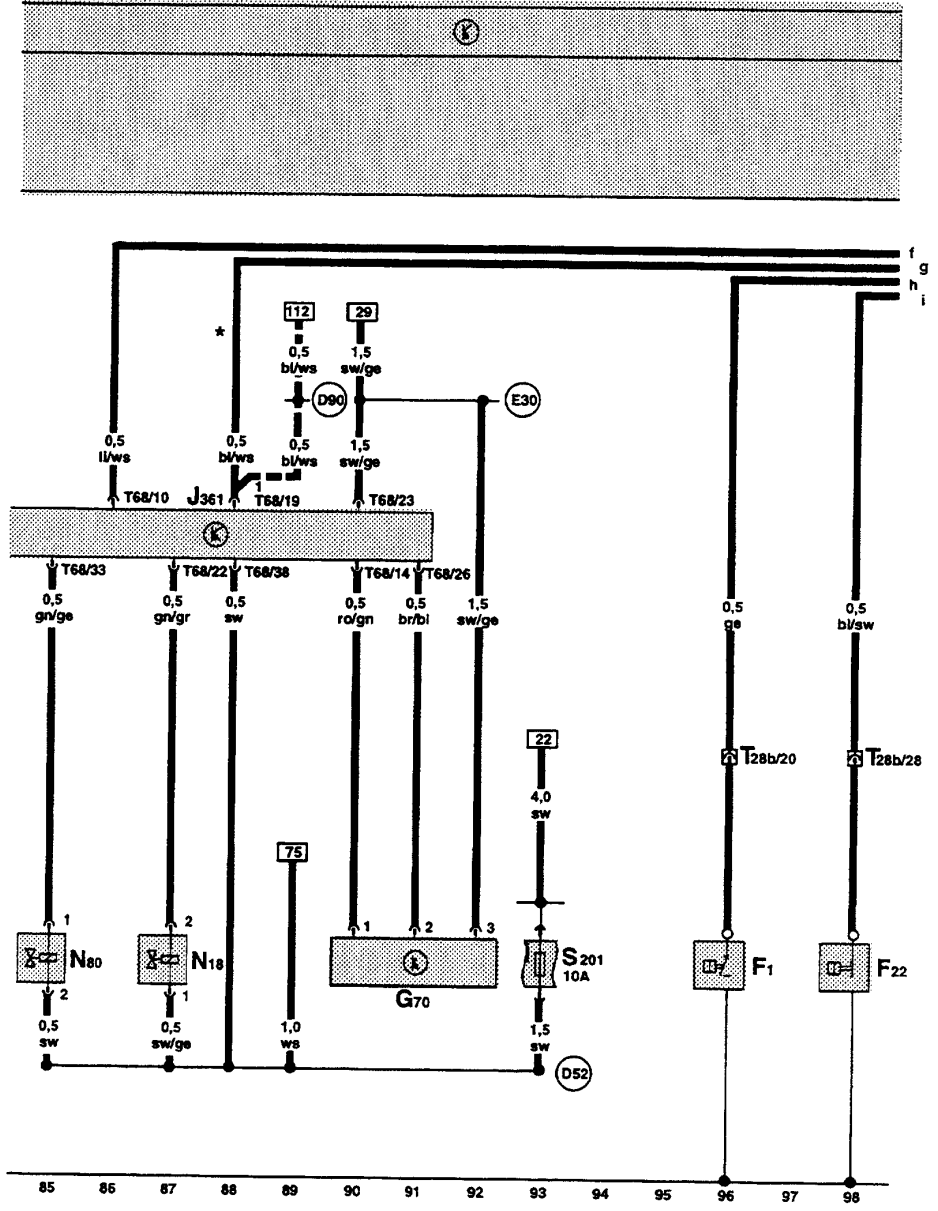 f
g
h
i
112
29
*
0,5
bl/ws
1,5
sw/ge
D90
E30
0,5
li/ws
0,5
bl/ws
0,5
bl/ws
1,5
sw/ge
1
T68/10
J361
T68/19
T68/23
T68/33
T68/22
T68/38
T68/14
T68/26
0,5
gn/ge
0,5
gn/gr
0,5
sw
0,5
ro/gn
0,5
br/bl
1,5
sw/ge
0,5
ge
0,5
bl/sw
22
T28b/20
T28b/28
4,0
sw
75
1
2
1
2
3
N80
N18
S201
10A
F1
F22
2
1
G70
0,5
sw
0,5
sw/ge
1,0
ws
1,5
sw
D52
85 86 87 88 89 90 91 92 93 94 95 96 97 98